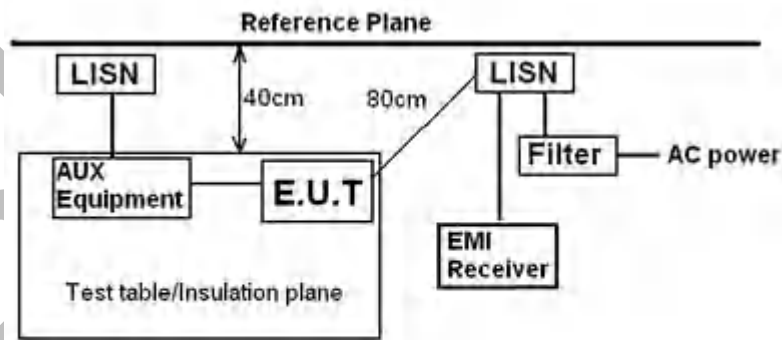 Reference Plane
LISN
40cm
80cm
LISN
Filter
AC power
AUX
Equipment
E.U.T
EMI
Receiver
Test table/Insulation plane